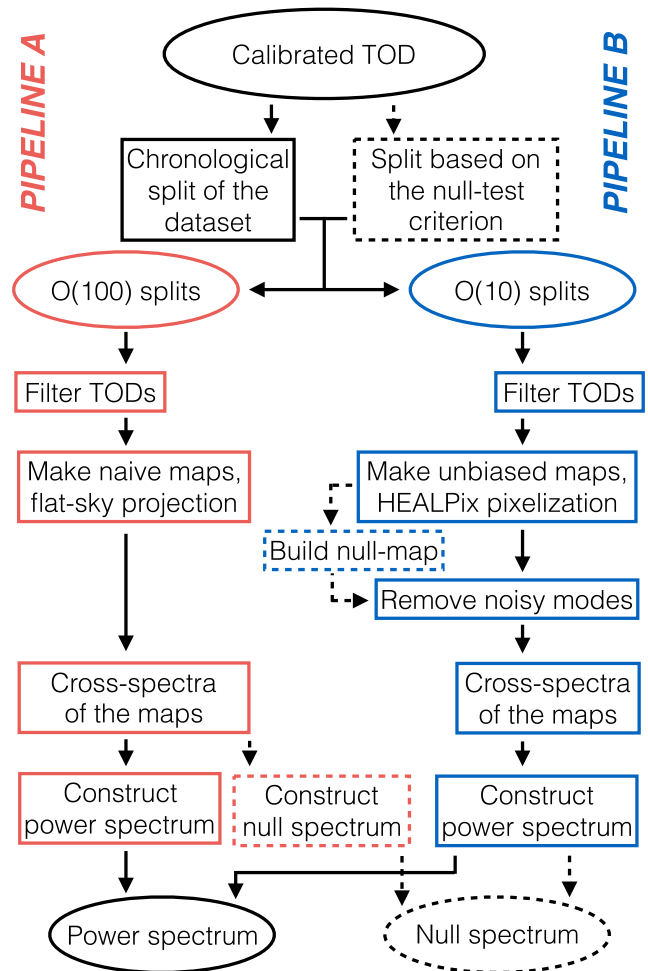 PIPELINE A
PIPELINE B
Calibrated TOD
Chronological
split of the
dataset
Split based on
the null-test
criterion
O(100) splits
O(10) splits
Filter TODs
Filter TODs
Make naive maps,
flat-sky projection
Make unbiased maps,
HEALPix pixelization
Build null-map
Remove noisy modes
Cross-spectra
of the maps
Cross-spectra
of the maps
Construct
power spectrum
Construct
null spectrum
Construct
power spectrum
Power spectrum
Null spectrum